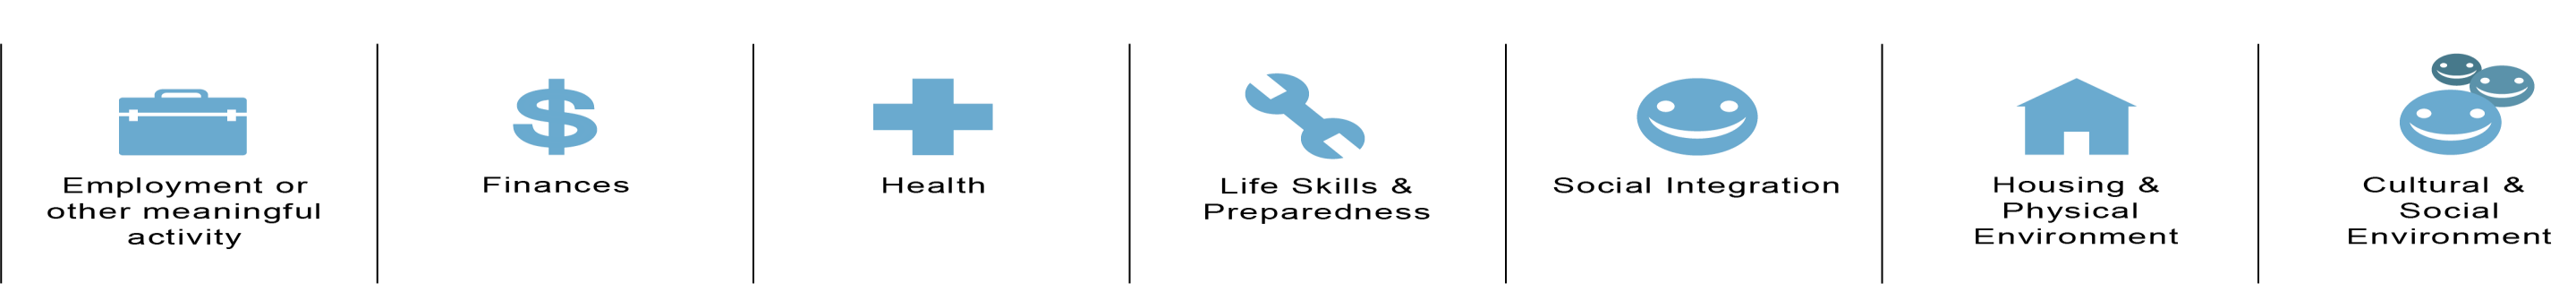 Employment or
other meaningful
activity
Finances
Health
Life Skills &
Preparedness
Social Integration
Housing &
Physical
Environment
Cultural &
Social
Environment